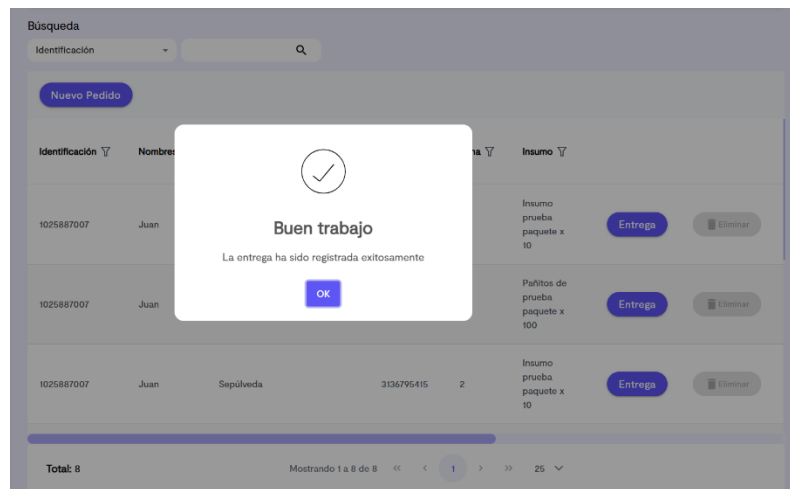 Búsqueda
Identificación
Nuevo Pedido
Identificación Nombres na Insumo
1025887007 Juan Insumo prueba paquete x 10 Entrega Eliminar
Buen trabajo
La entrega ha sido registrada exitosamente
OK
1025887007 Juan Pañitos de prueba paquete x 100 Entrega Eliminar
1025887007 Juan Sepúlveda 3136795415 2 Insumo prueba paquete x 10 Entrega Eliminar
Total: 8 Mostrando 1 a 8 de 8 << < 1 > >> 25